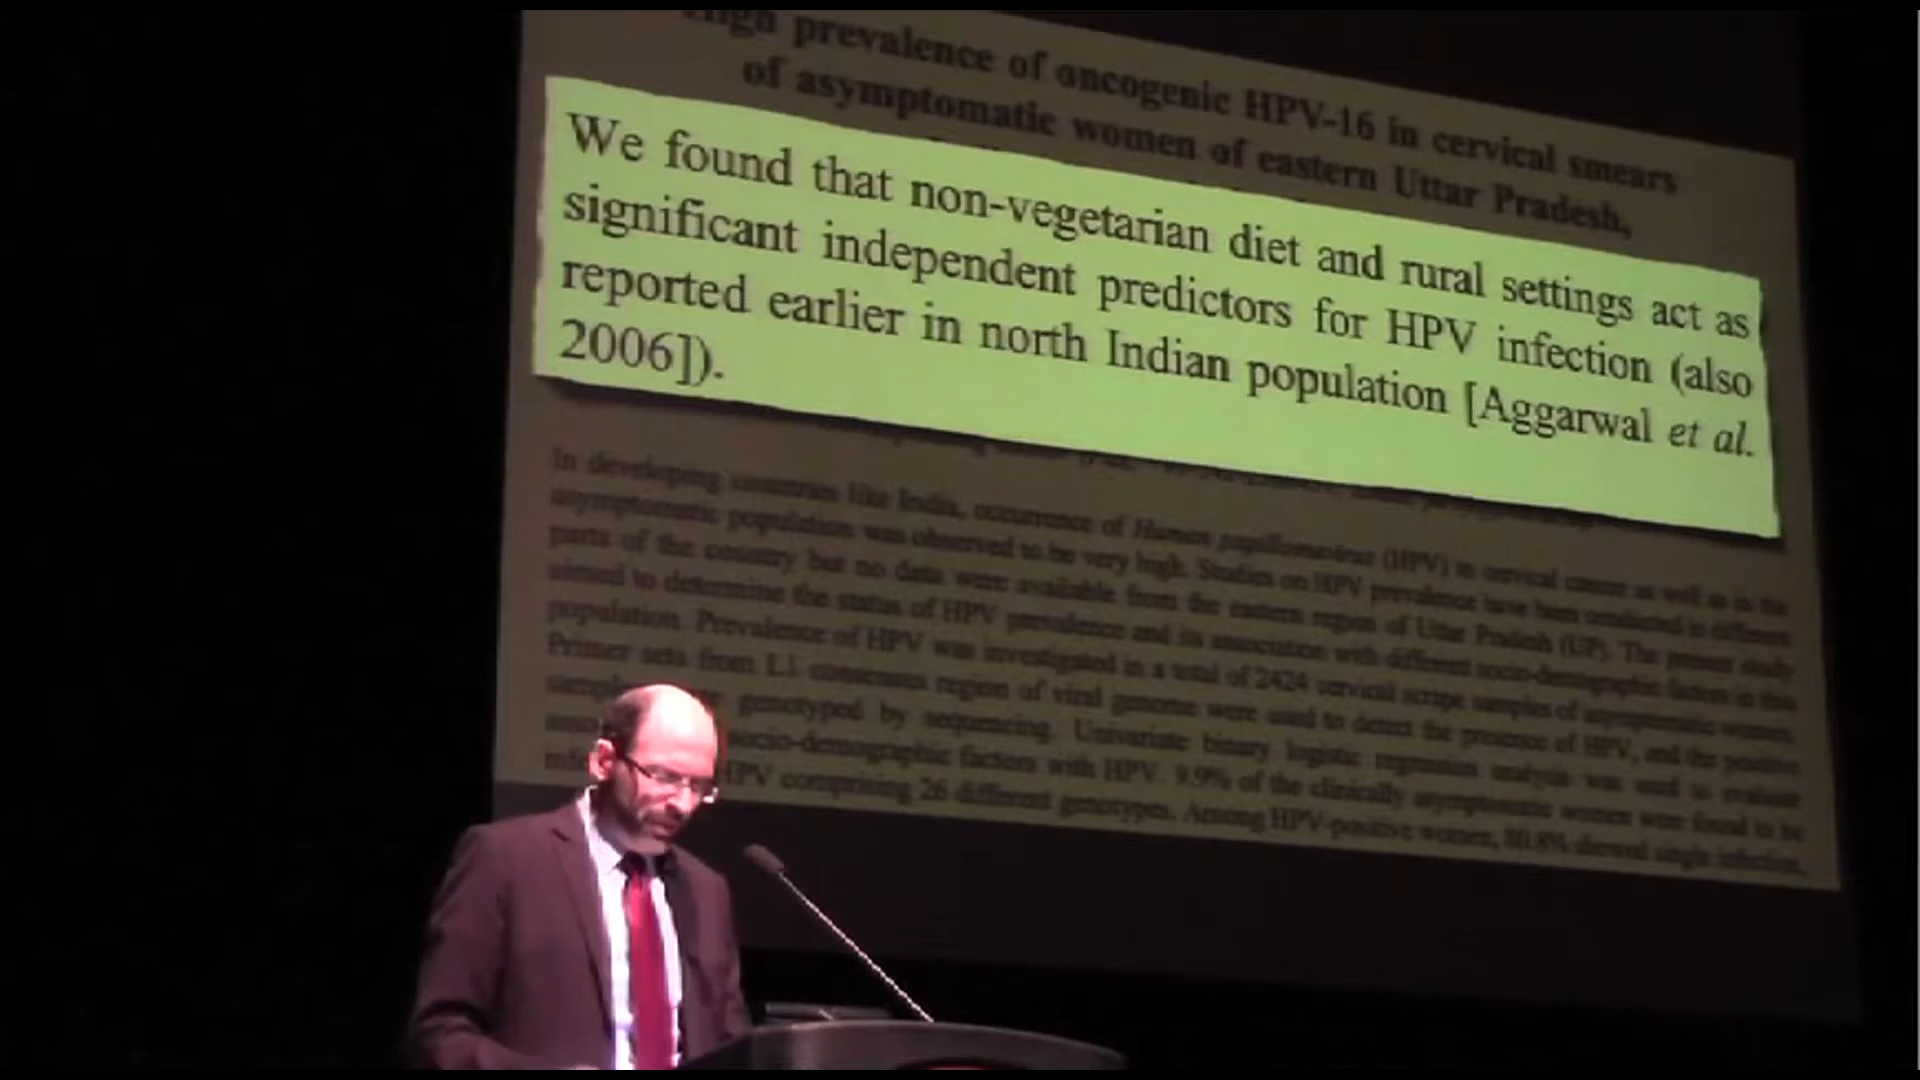 High prevalence of oncogenic HPV-16 in cervical smears
of asymptomatic women of eastern Uttar Pradesh,
We found that non-vegetarian diet and rural settings act as
significant independent predictors for HPV infection (also
reported earlier in north Indian population [Aggarwal et al.
2006]).
In developing countries like India, occurrence of Human papillomavirus (HPV) in cervical cancer as well as in the
asymptomatic population was observed to be very high. Studies on HPV prevalence have been conducted in different
parts of the country but no data were available from the eastern region of Uttar Pradesh (UP). The present study
aimed to determine the status of HPV prevalence and its association with different socio-demographic factors in this
population. Prevalence of HPV was investigated in a total of 2424 cervical scrape samples of asymptomatic women.
Primer sets from L1 consensus region of viral genome were used to detect the presence of HPV, and the positive
genotyped by sequencing. Univariate binary logistic regression analysis was used to evaluate
socio-demographic factors with HPV. 9.9% of the clinically asymptomatic women were found to be
HPV comprising 26 different genotypes. Among HPV-positive women, 80.8% showed single infection,